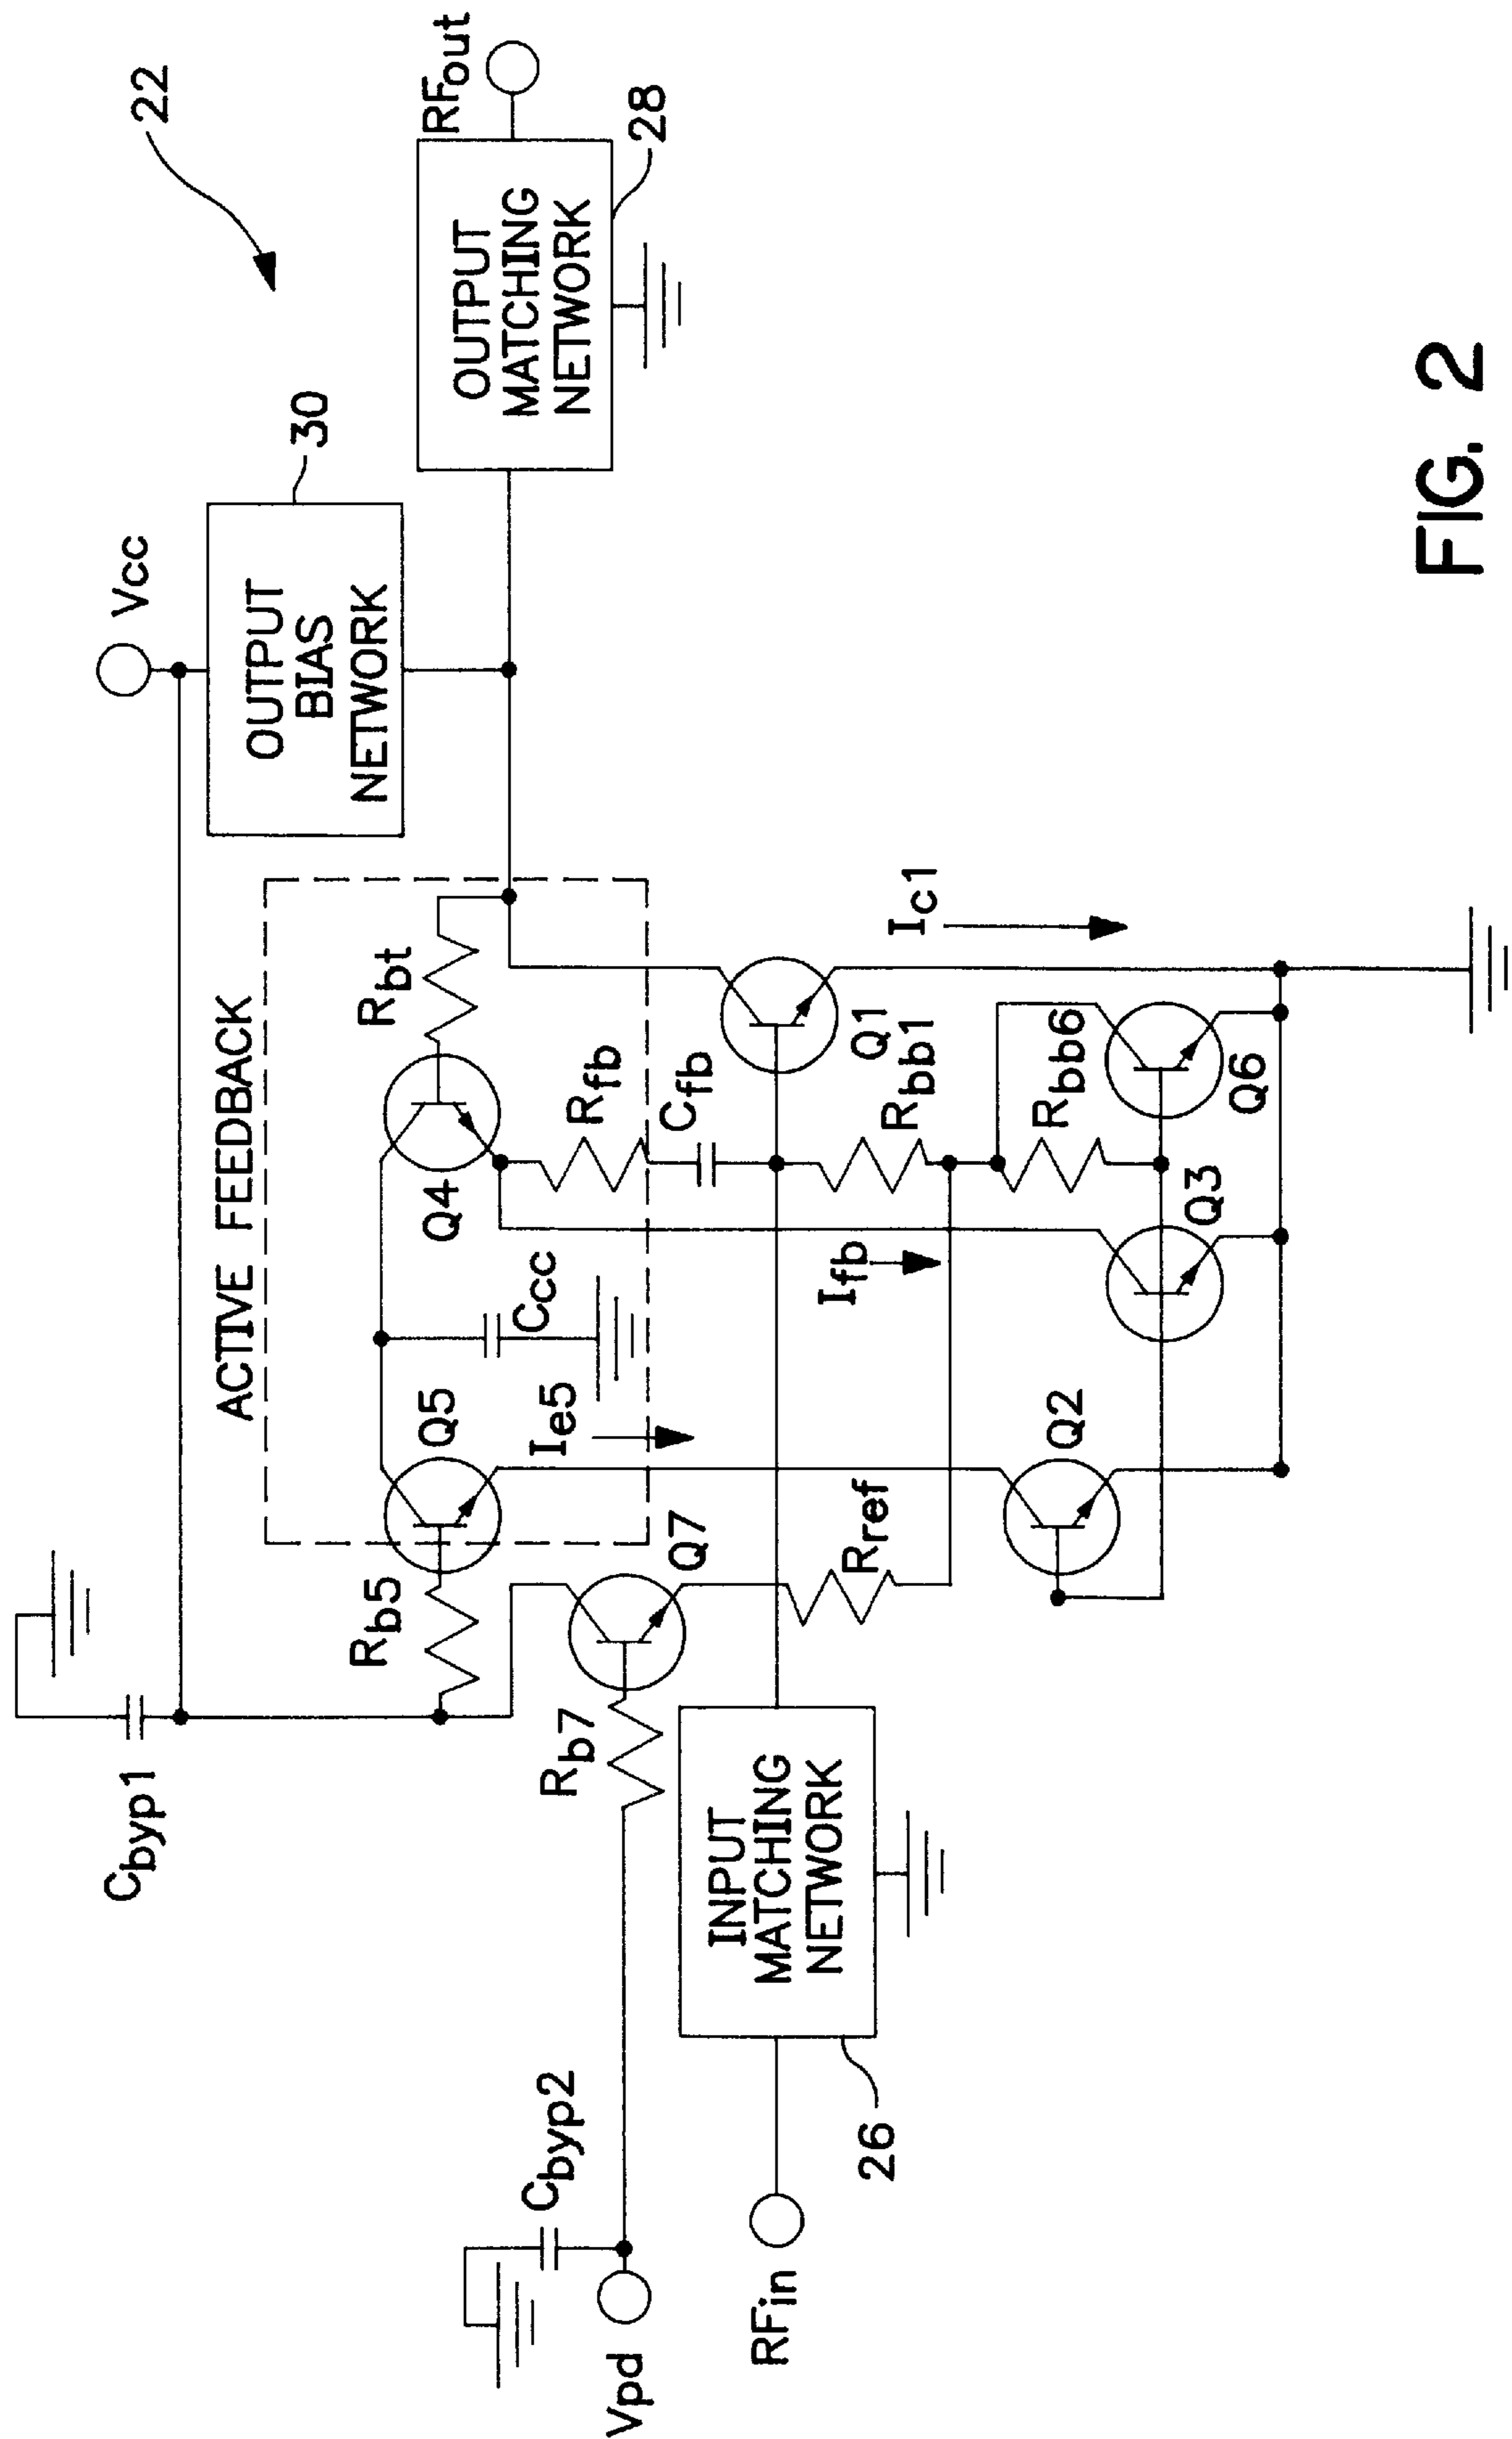 22
Vcc
30
OUTPUT
BIAS
NETWORK
RFout
OUTPUT
MATCHING
NETWORK
28
Cbyp1
ACTIVE FEEDBACK
Rb5
Q5
Ie5
Ccc
Q4
Rbt
Rfb
Cfb
Cbyp2
Vpd
Rb7
Q7
RFin
INPUT
MATCHING
NETWORK
26
Rref
Ifb
Q1
Rbb1
Ic1
Q2
Q3
Rbb6
Q6
FIG. 2